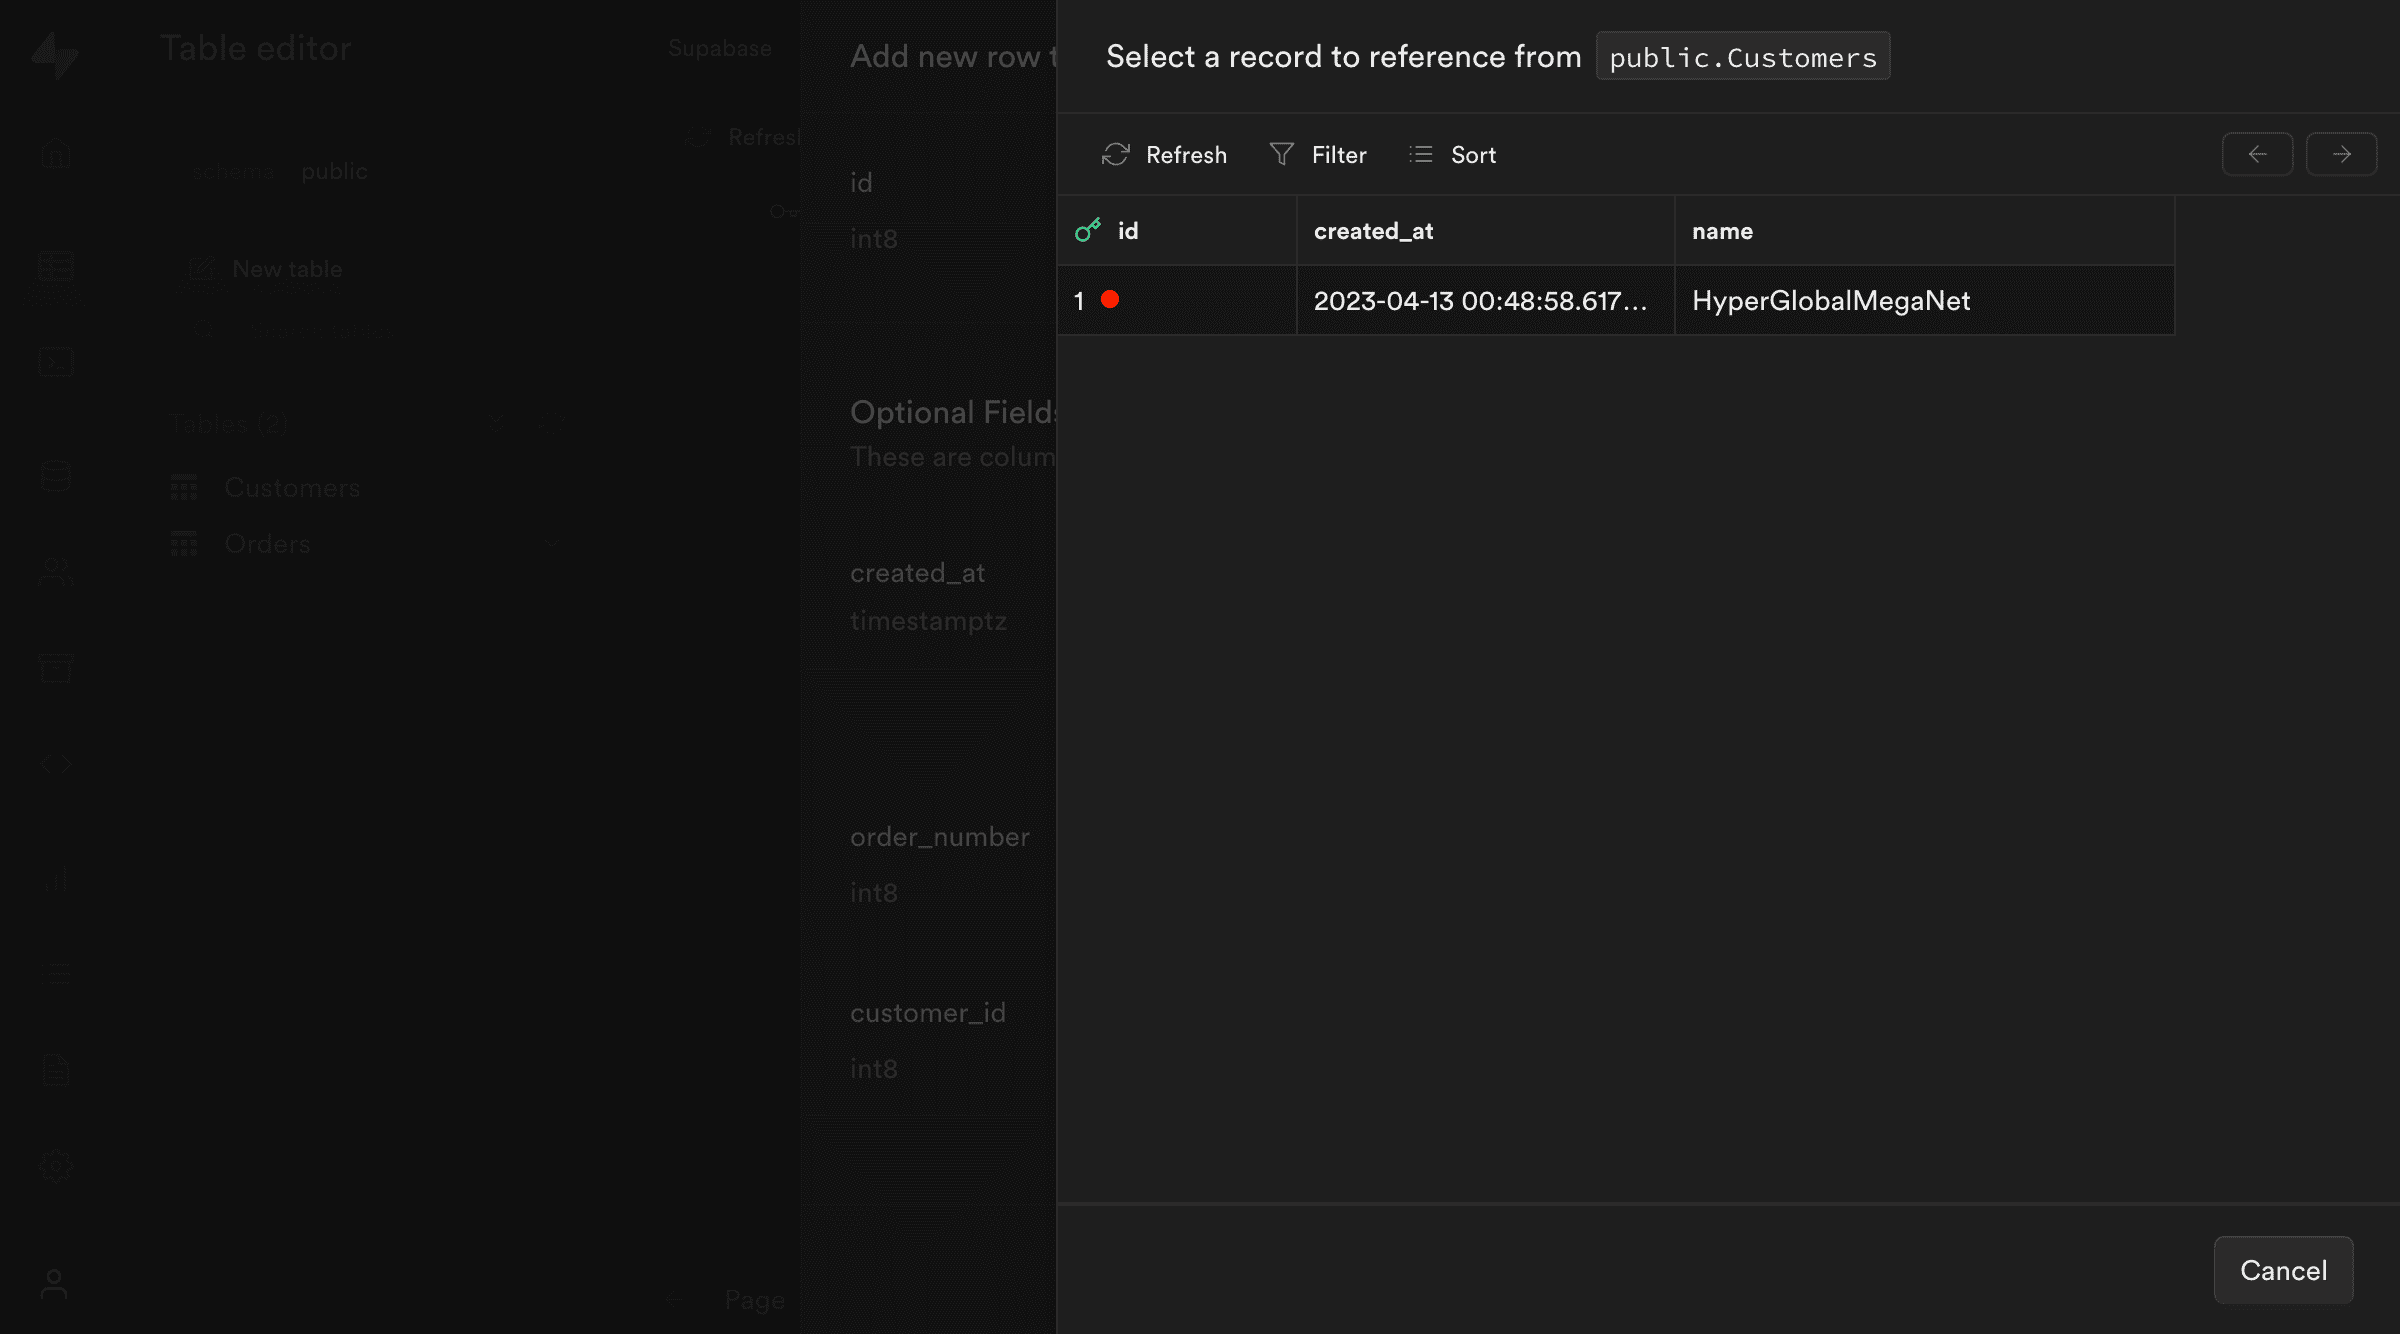 Table editor
Supabase
schema public
New table
Tables (2)
Customers
Orders
Refresh
Page
Add new row t
id
int8
Optional Fields
These are colum
created_at
timestamptz
order_number
int8
customer_id
int8
Select a record to reference from public.Customers
Refresh Filter Sort
id created_at name
1 2023-04-13 00:48:58.617... HyperGlobalMegaNet
Cancel